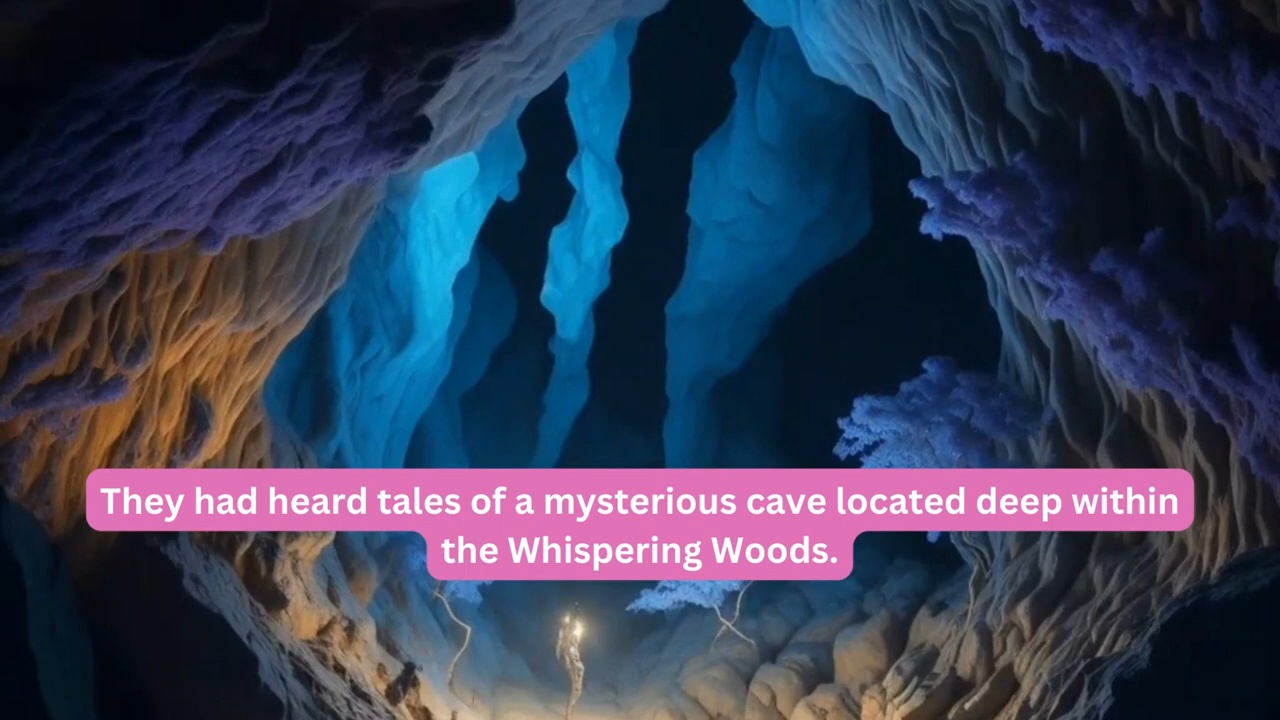 They had heard tales of a mysterious cave located deep within
the Whispering Woods.